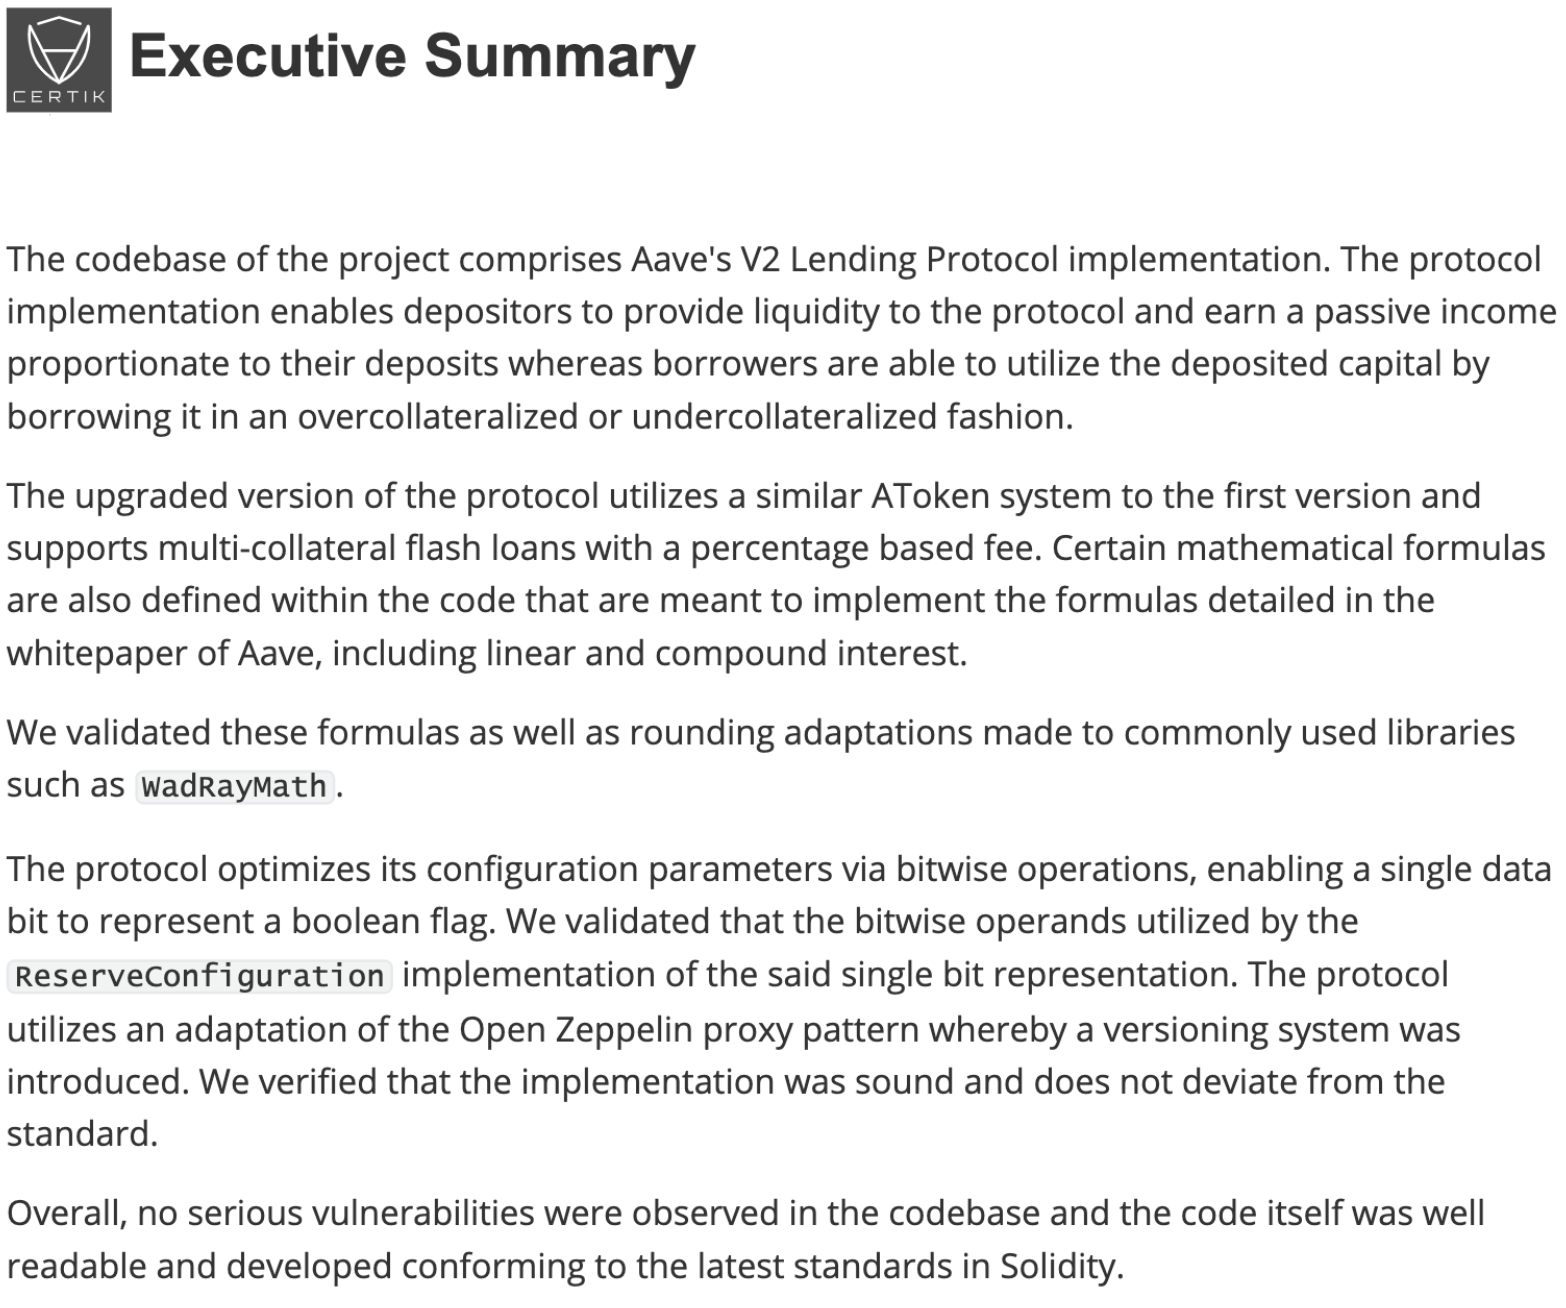 CERTIK
Executive Summary
The codebase of the project comprises Aave's V2 Lending Protocol implementation. The protocol
implementation enables depositors to provide liquidity to the protocol and earn a passive income
proportionate to their deposits whereas borrowers are able to utilize the deposited capital by
borrowing it in an overcollateralized or undercollateralized fashion.
The upgraded version of the protocol utilizes a similar AToken system to the first version and
supports multi-collateral flash loans with a percentage based fee. Certain mathematical formulas
are also defined within the code that are meant to implement the formulas detailed in the
whitepaper of Aave, including linear and compound interest.
We validated these formulas as well as rounding adaptations made to commonly used libraries
such as WadRayMath.
The protocol optimizes its configuration parameters via bitwise operations, enabling a single data
bit to represent a boolean flag. We validated that the bitwise operands utilized by the
ReserveConfiguration implementation of the said single bit representation. The protocol
utilizes an adaptation of the Open Zeppelin proxy pattern whereby a versioning system was
introduced. We verified that the implementation was sound and does not deviate from the
standard.
Overall, no serious vulnerabilities were observed in the codebase and the code itself was well
readable and developed conforming to the latest standards in Solidity.